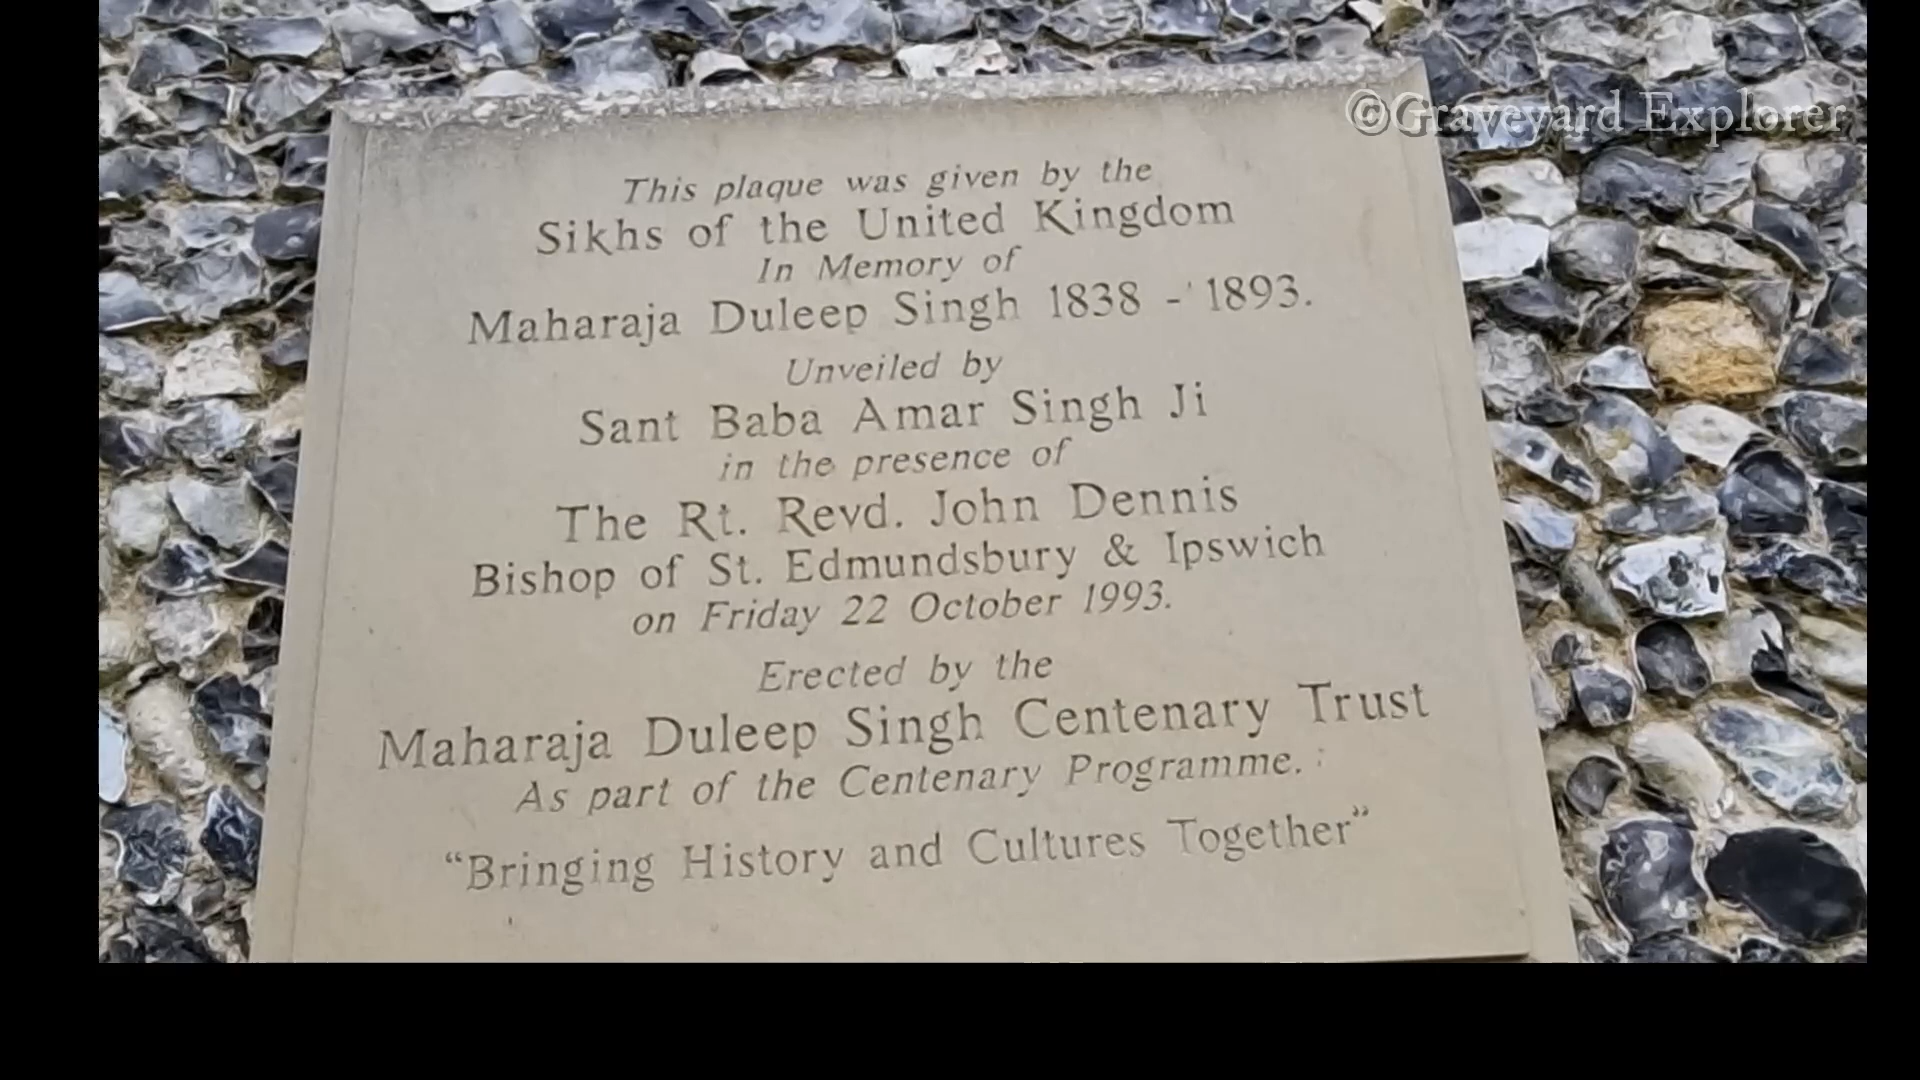 ©Graveyard Explorer
This plaque was given by the
Sikhs of the United Kingdom
In Memory of
Maharaja Duleep Singh 1838 - 1893.
Unveiled by
Sant Baba Amar Singh Ji
in the presence of
The Rt. Revd. John Dennis
Bishop of St. Edmundsbury & Ipswich
on Friday 22 October 1993.
Erected by the
Maharaja Duleep Singh Centenary Trust
As part of the Centenary Programme.
“Bringing History and Cultures Together”